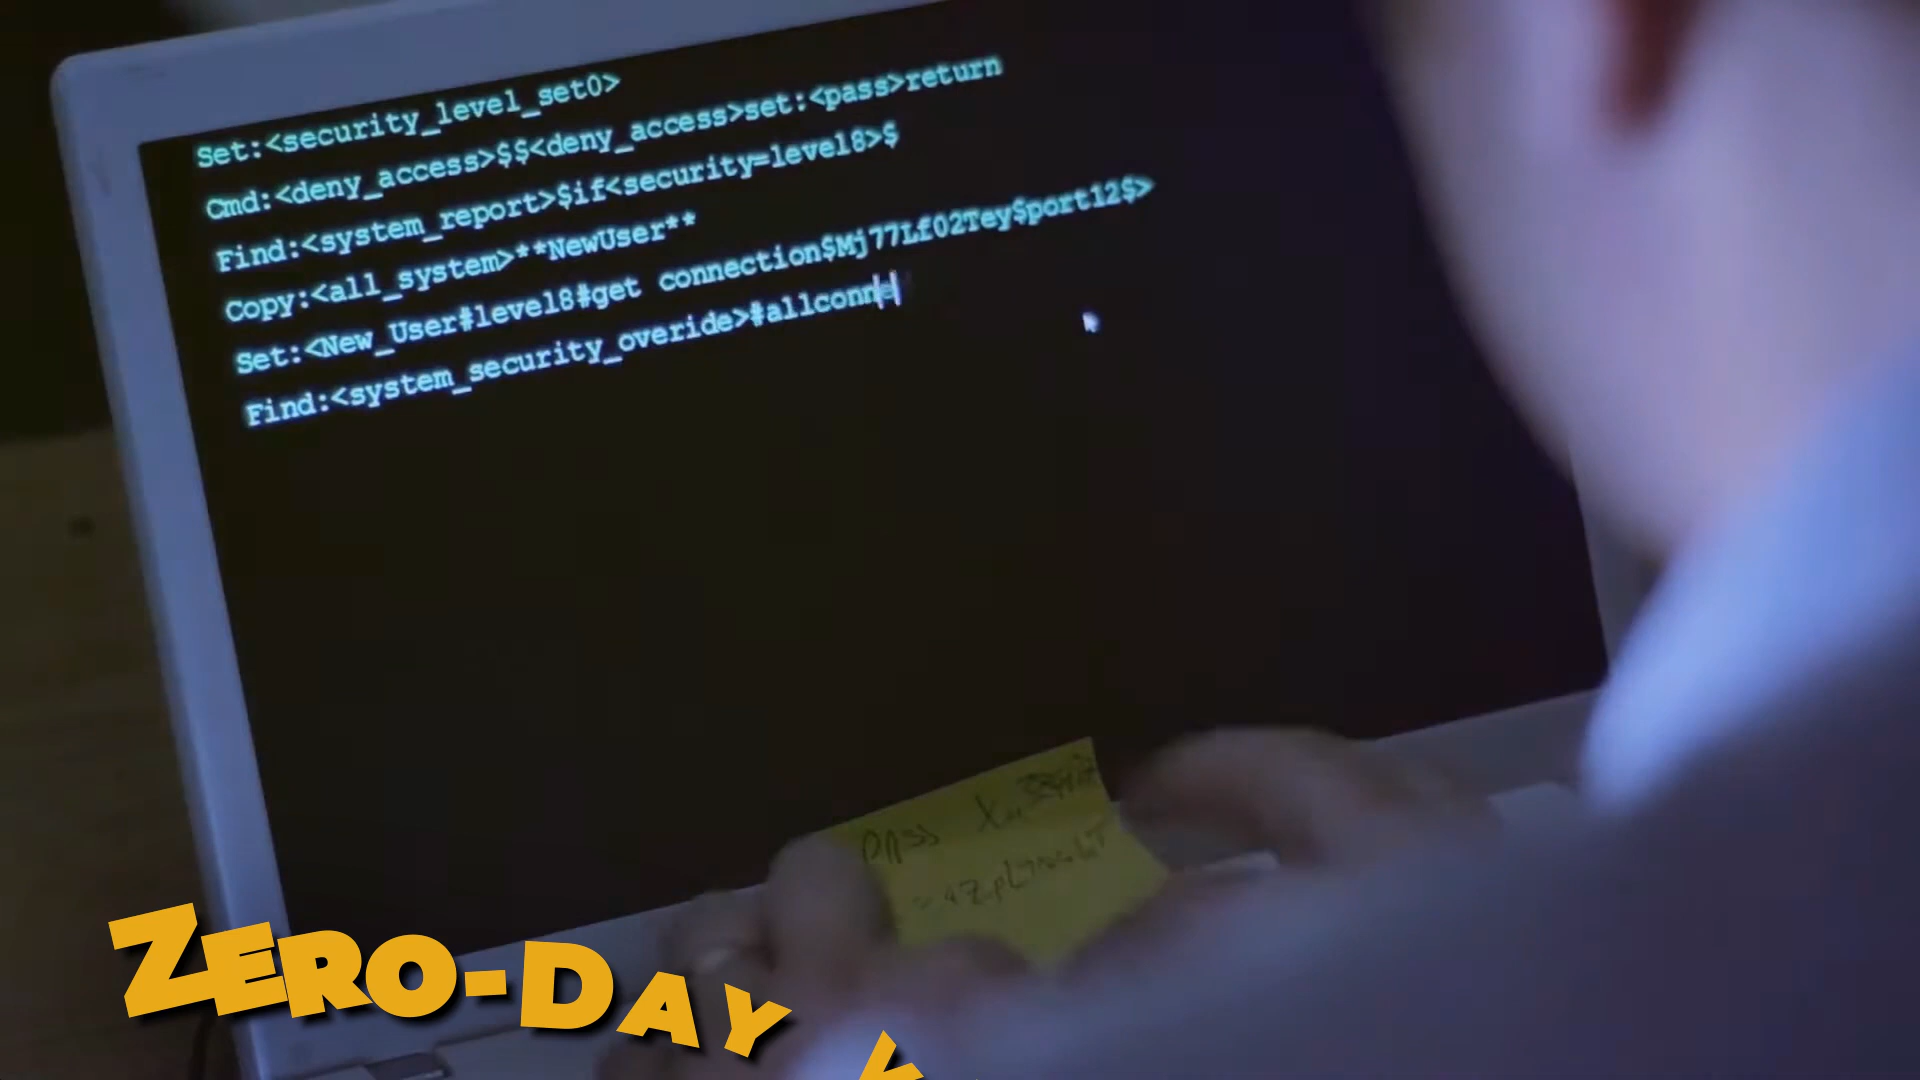 Set:<security_level_set0>
Cmd:<deny_access>$$<deny_access>set:<pass>return
Find:<system_report>$if<security=level8>$
Copy:<all_system>**NewUser**
Set:<New_User#level8#get connection$Mj77Lf02Tey$port12$>
Find:<system_security_overide>#allconne
pass
ZERO-DAY V